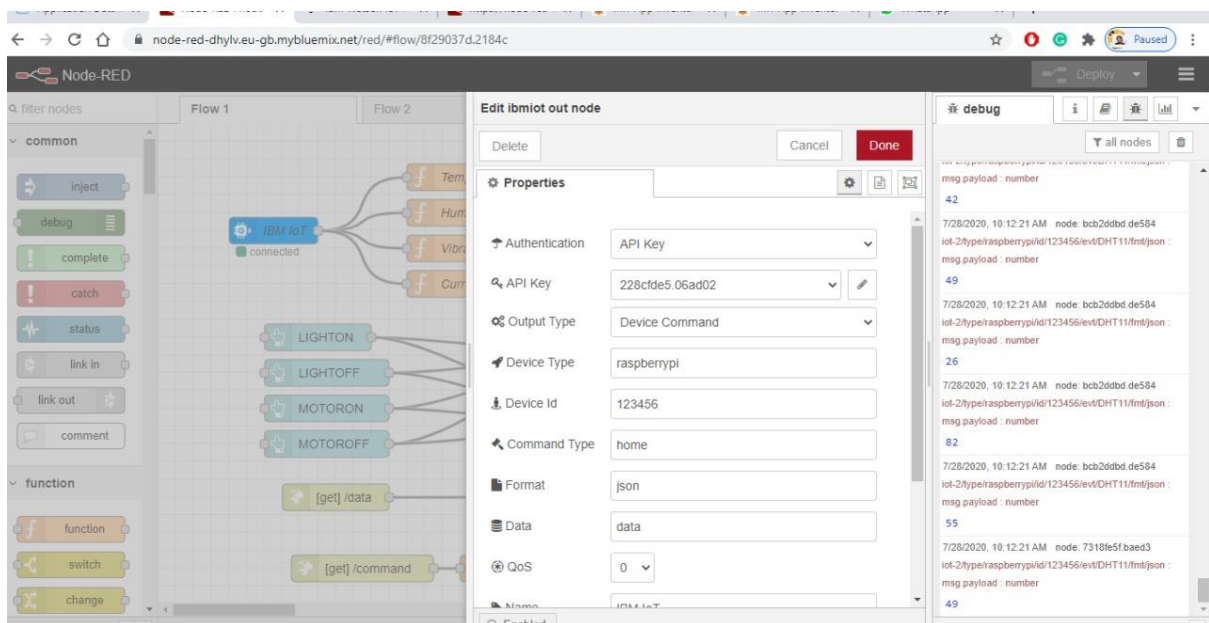 node-red-dhylv.eu-gb.mybluemix.net/red/#flow/8f29037d.2184c
Paused
Node-RED
Deploy
filter nodes
common
inject
debug
complete
catch
status
link in
link out
comment
function
function
switch
change
Flow 1
Flow 2
IBM IoT
connected
Tem
Hum
Vibra
Curr
LIGHTON
LIGHTOFF
MOTORON
MOTOROFF
[get] /data
[get] /command
Edit ibmiot out node
Delete
Cancel
Done
Properties
Authentication
API Key
API Key
228cfde5.06ad02
Output Type
Device Command
Device Type
raspberrypi
Device Id
123456
Command Type
home
Format
json
Data
data
QoS
0
Name
IBM IoT
Enabled
debug
all nodes
msg.payload : number
42
7/28/2020, 10:12:21 AM node: bcb2ddbd.de584
iot-2/type/raspberrypi/id/123456/evt/DHT11/fmt/json :
msg.payload : number
49
7/28/2020, 10:12:21 AM node: bcb2ddbd.de584
iot-2/type/raspberrypi/id/123456/evt/DHT11/fmt/json :
msg.payload : number
26
7/28/2020, 10:12:21 AM node: bcb2ddbd.de584
iot-2/type/raspberrypi/id/123456/evt/DHT11/fmt/json :
msg.payload : number
82
7/28/2020, 10:12:21 AM node: bcb2ddbd.de584
iot-2/type/raspberrypi/id/123456/evt/DHT11/fmt/json :
msg.payload : number
55
7/28/2020, 10:12:21 AM node: 7318fe5f.baed3
iot-2/type/raspberrypi/id/123456/evt/DHT11/fmt/json :
msg.payload : number
49